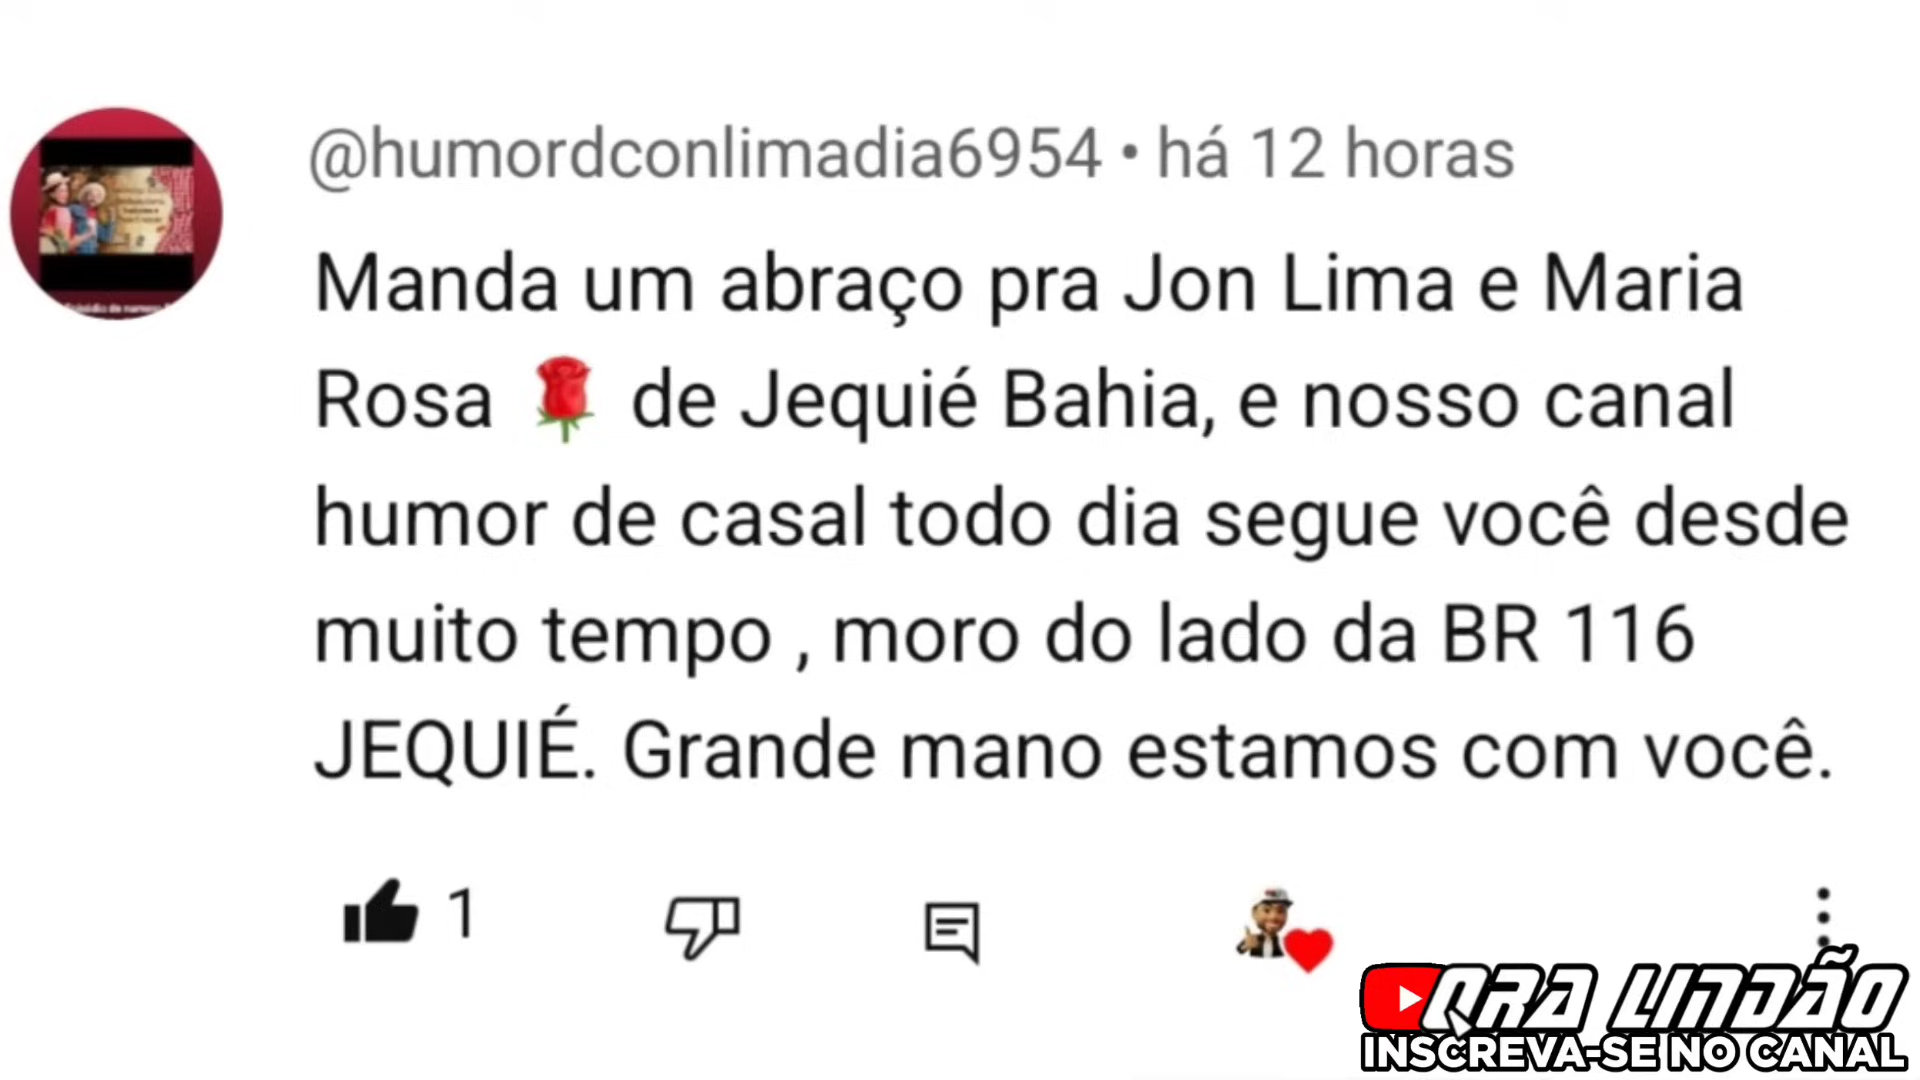 @humordconlimadia6954 • há 12 horas
Manda um abraço pra Jon Lima e Maria
Rosa 🌹 de Jequié Bahia, e nosso canal
humor de casal todo dia segue você desde
muito tempo , moro do lado da BR 116
JEQUIÉ. Grande mano estamos com você.
1
QRA LINDÃO
INSCREVA-SE NO CANAL